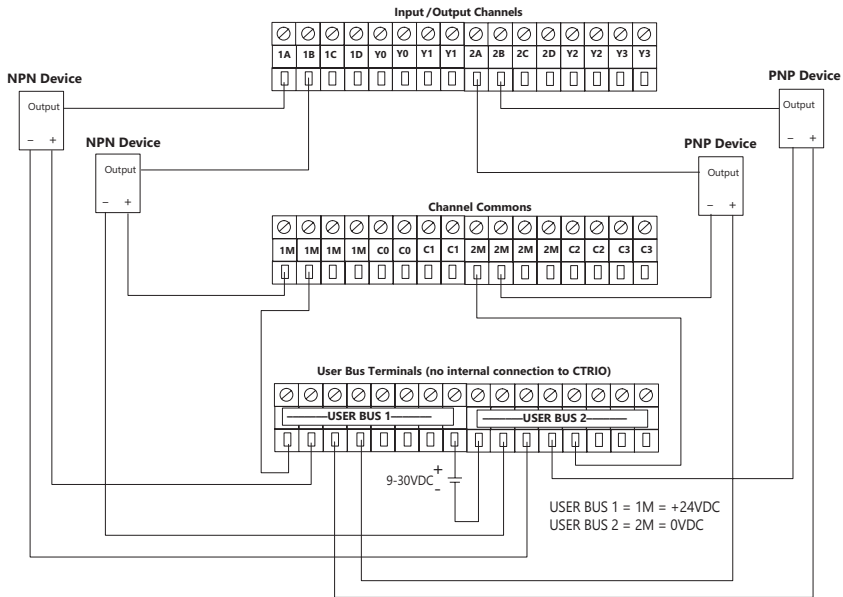 Input /Output Channels
1A 1B 1C 1D Y0 Y0 Y1 Y1 2A 2B 2C 2D Y2 Y2 Y3 Y3
NPN Device
Output
– +
PNP Device
Output
– +
NPN Device
Output
– +
PNP Device
Output
– +
Channel Commons
1M 1M 1M 1M C0 C0 C1 C1 2M 2M 2M 2M C2 C2 C3 C3
User Bus Terminals (no internal connection to CTRIO)
USER BUS 1 USER BUS 2
9-30VDC + –
USER BUS 1 = 1M = +24VDC
USER BUS 2 = 2M = 0VDC